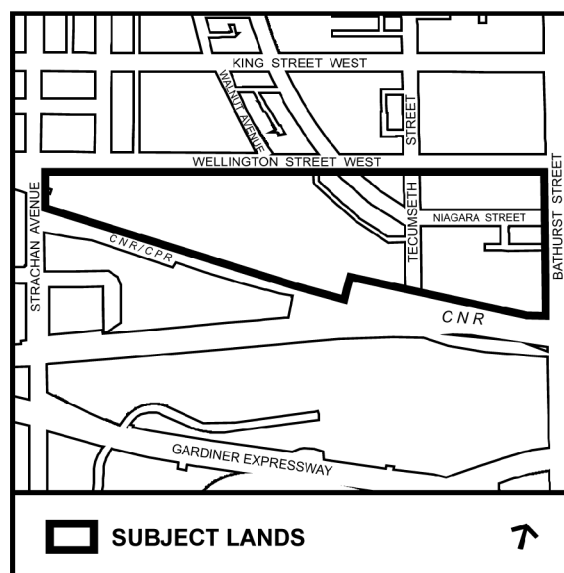 KING STREET WEST
WALNUT AVENUE
STREET
WELLINGTON STREET WEST
STRACHAN AVENUE
TECUMSETH
NIAGARA STREET
BATHURST STREET
CNR/CPR
CNR
GARDINER EXPRESSWAY
SUBJECT LANDS